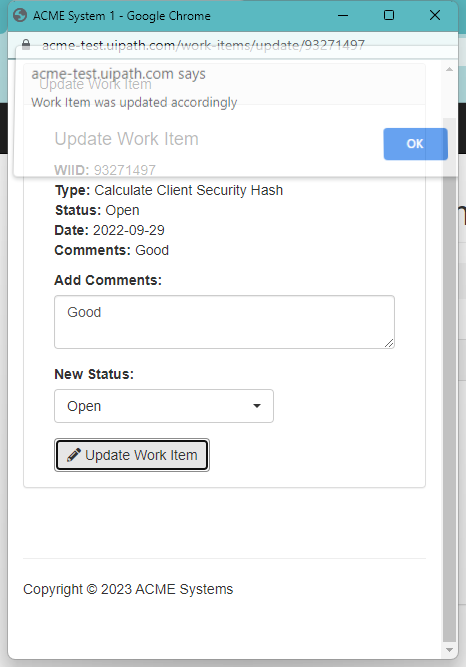 ACME System 1 - Google Chrome
acme-test.uipath.com/work-items/update/93271497
acme-test.uipath.com says
Update Work Item
Work Item was updated accordingly
Update Work Item
OK
WIID: 93271497
Type: Calculate Client Security Hash
Status: Open
Date: 2022-09-29
Comments: Good
Add Comments:
Good
New Status:
Open
Update Work Item
Copyright © 2023 ACME Systems